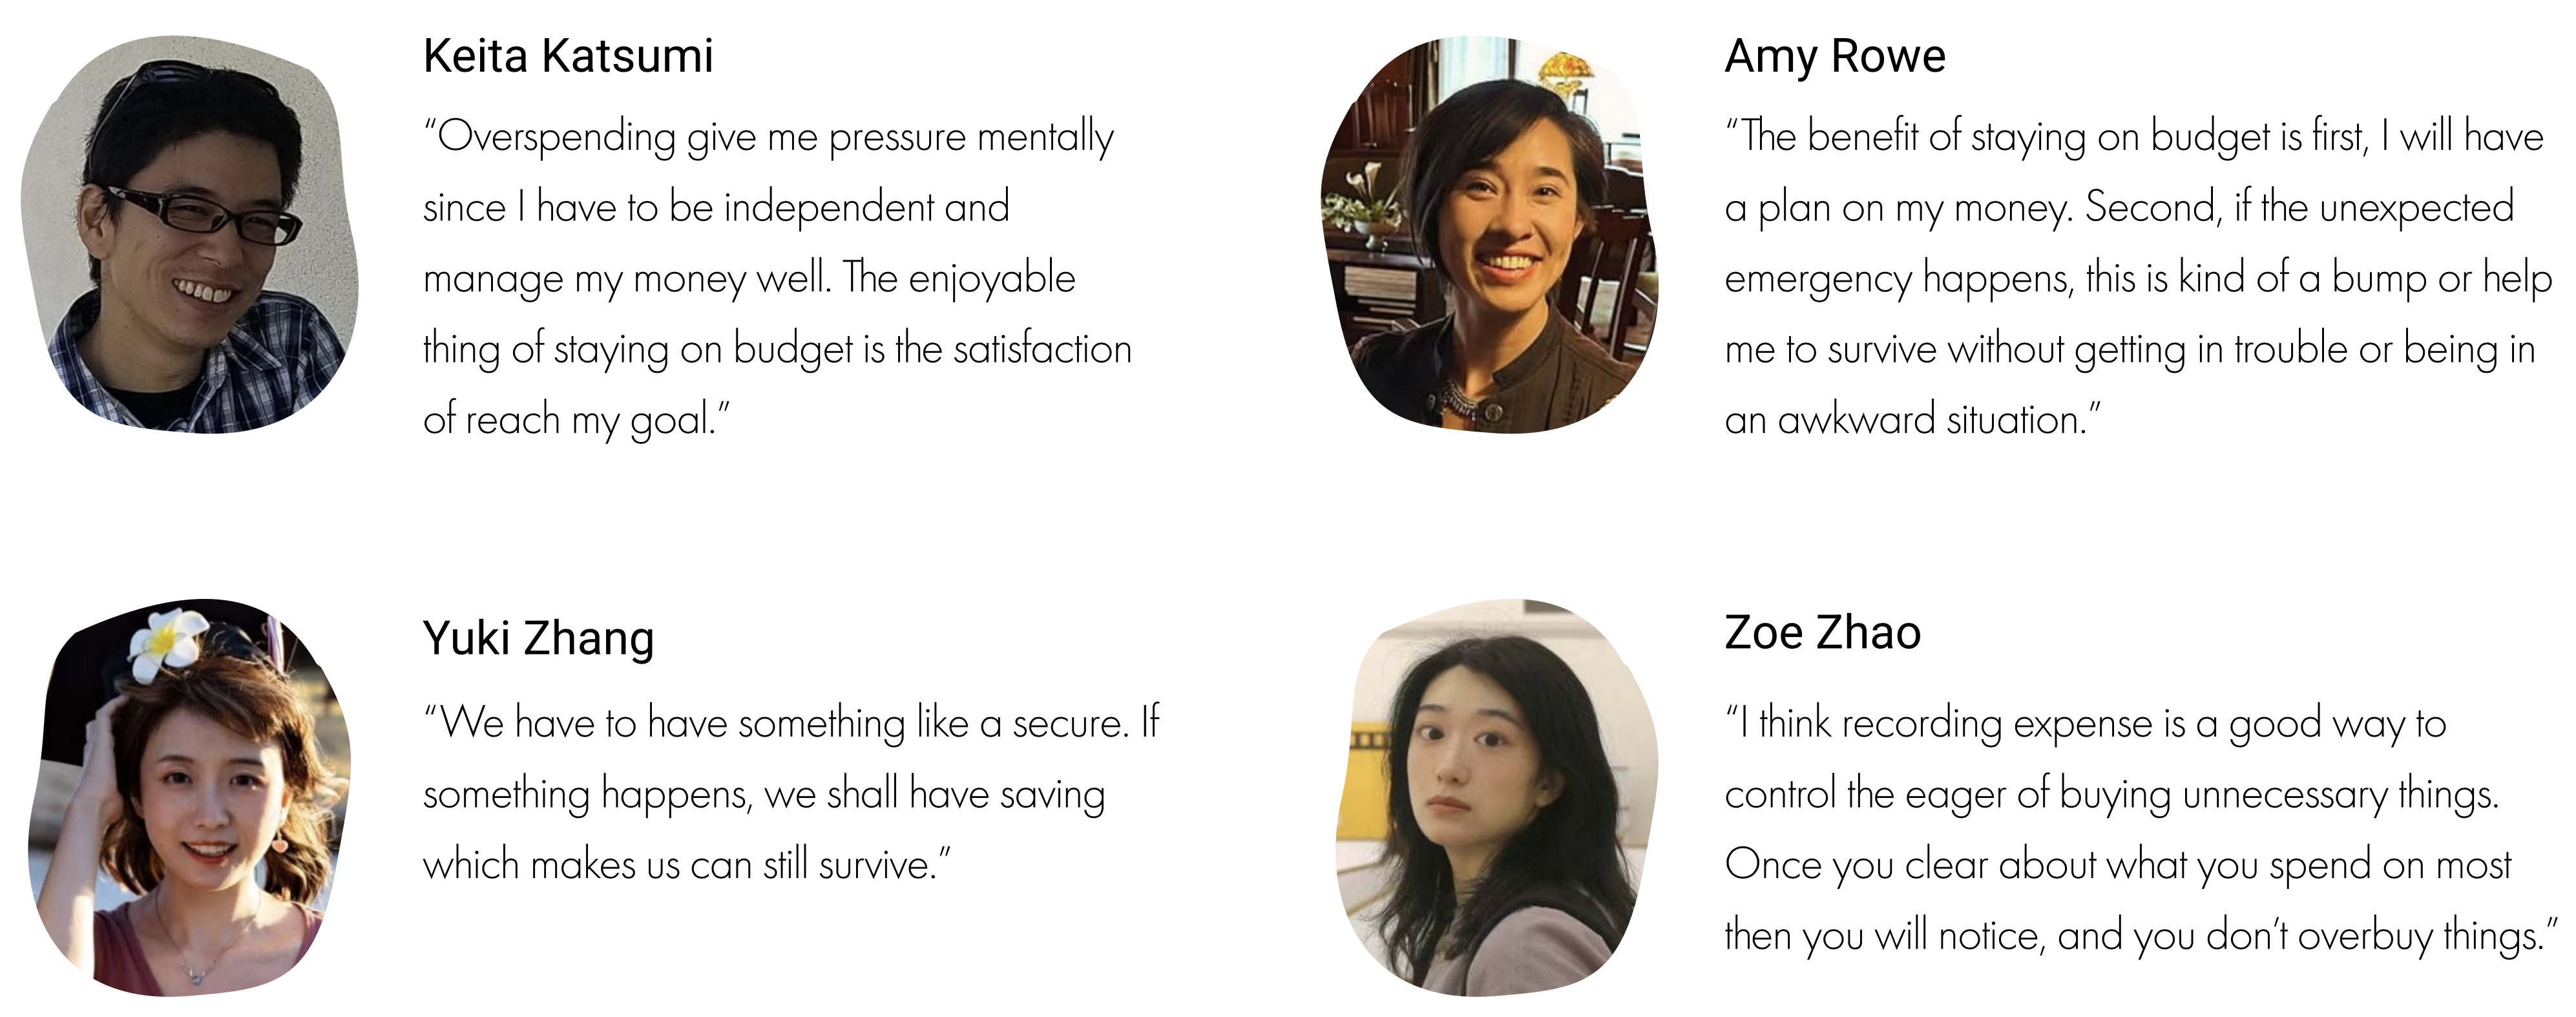 Keita Katsumi
“Overspending give me pressure mentally
since I have to be independent and
manage my money well. The enjoyable
thing of staying on budget is the satisfaction
of reach my goal.”
Amy Rowe
“The benefit of staying on budget is first, I will have
a plan on my money. Second, if the unexpected
emergency happens, this is kind of a bump or help
me to survive without getting in trouble or being in
an awkward situation.”
Yuki Zhang
“We have to have something like a secure. If
something happens, we shall have saving
which makes us can still survive.”
Zoe Zhao
“I think recording expense is a good way to
control the eager of buying unnecessary things.
Once you clear about what you spend on most
then you will notice, and you don’t overbuy things.”